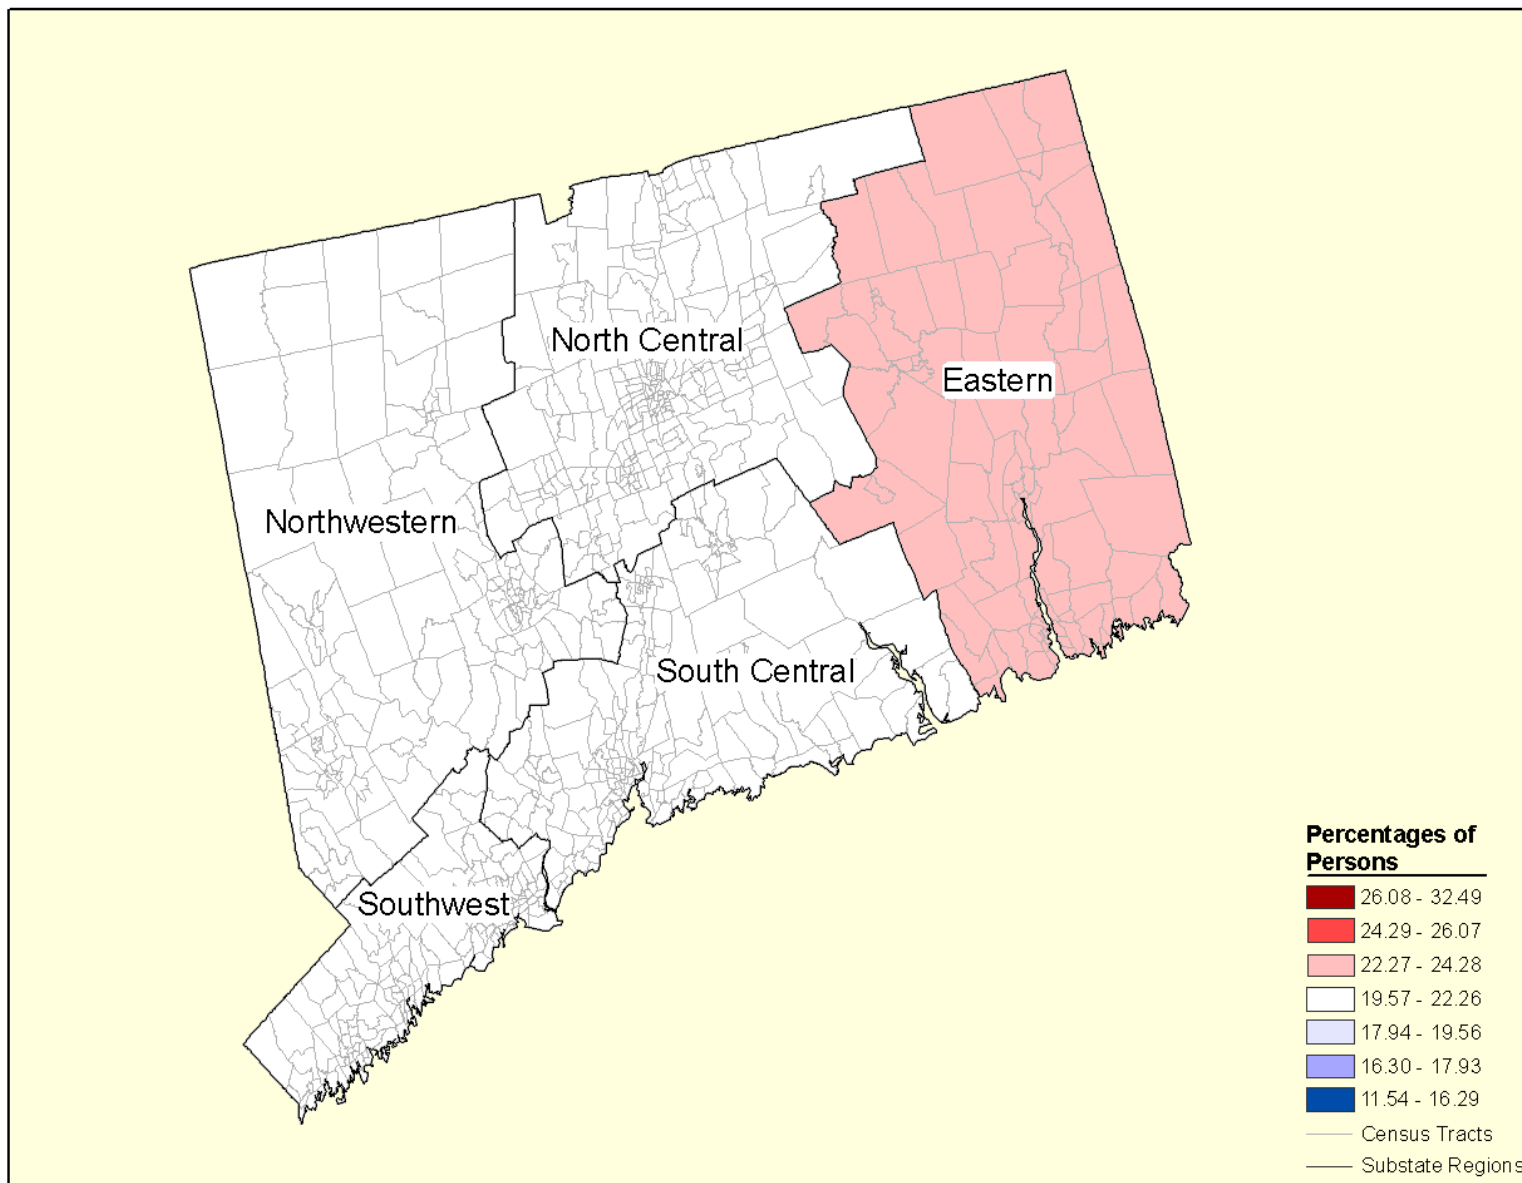 North Central
Eastern
Northwestern
South Central
Southwest
Percentages of
Persons
26.08 - 32.49
24.29 - 26.07
22.27 - 24.28
19.57 - 22.26
17.94 - 19.56
16.30 - 17.93
11.54 - 16.29
Census Tracts
Substate Regions